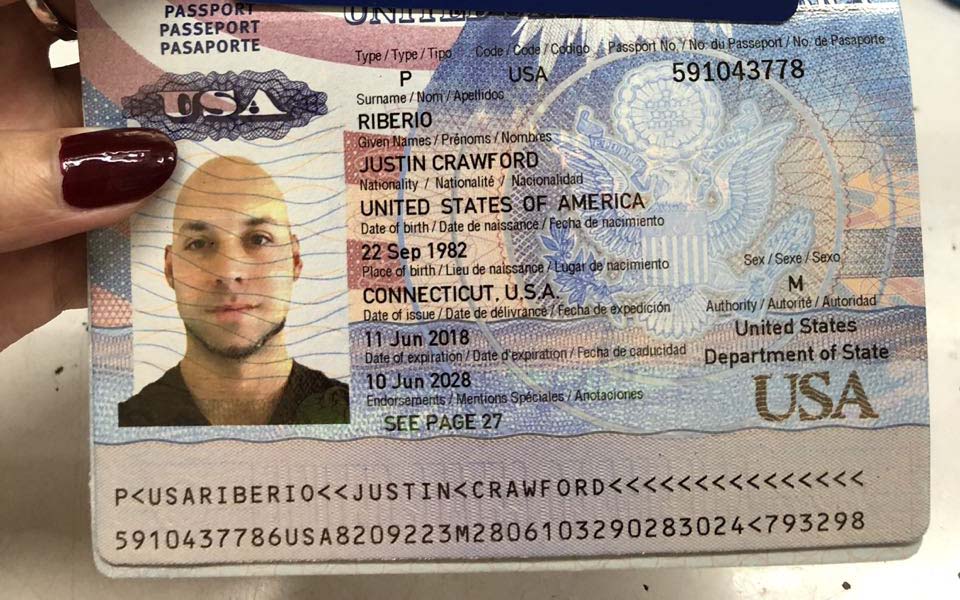 PASSPORT
PASSEPORT
PASAPORTE
USA
UNITED
Type / Type / Tipo Code / Code / Código Passport No. / No. du Passeport / No. de Pasaporte
P USA 591043778
Surname / Nom / Apellidos
RIBERIO
Given Names / Prénoms / Nombres
JUSTIN CRAWFORD
Nationality / Nationalité / Nacionalidad
UNITED STATES OF AMERICA
Date of birth / Date de naissance / Fecha de nacimiento
22 Sep 1982
Place of birth / Lieu de naissance / Lugar de nacimiento
CONNECTICUT, U.S.A.
Date of issue / Date de délivrance / Fecha de expedición
11 Jun 2018
Date of expiration / Date d'expiration / Fecha de caducidad
10 Jun 2028
Endorsements / Mentions Spéciales / Anotaciones
SEE PAGE 27
Sex / Sexe / Sexo
M
Authority / Autorité / Autoridad
United States
Department of State
USA
P<USARIBERIO<<JUSTIN<CRAWFORD<<<<<<<<<<<<<<<
5910437786USA8209223M2806103290283024<793298